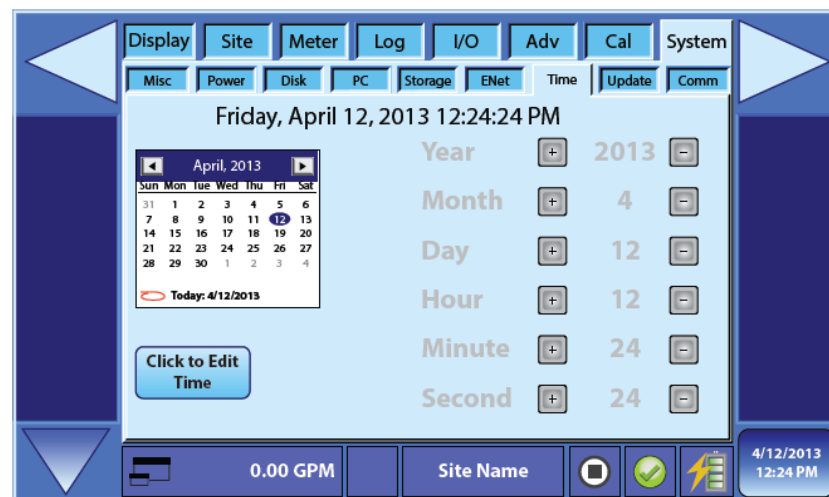 Display Site Meter Log I/O Adv Cal System
Misc Power Disk PC Storage ENet Time Update Comm
Friday, April 12, 2013 12:24:24 PM
April, 2013
Sun Mon Tue Wed Thu Fri Sat
31 1 2 3 4 5 6
7 8 9 10 11 12 13
14 15 16 17 18 19 20
21 22 23 24 25 26 27
28 29 30 1 2 3 4
Today: 4/12/2013
Click to Edit
Time
Year + 2013 -
Month + 4 -
Day + 12 -
Hour + 12 -
Minute + 24 -
Second + 24 -
0.00 GPM Site Name
4/12/2013
12:24 PM